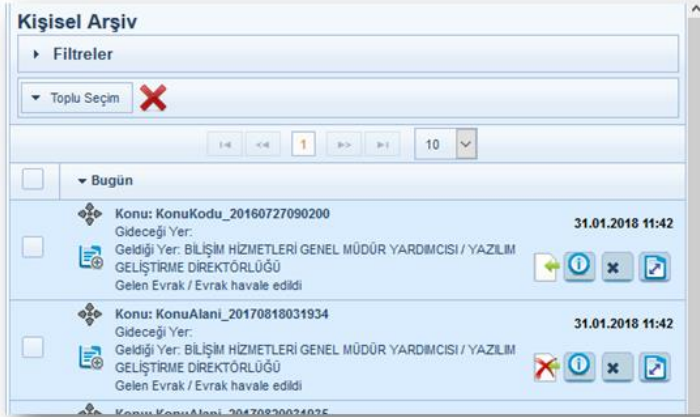 Kişisel Arşiv
Filtreler
Toplu Seçim
1
10
Bugün
Konu: KonuKodu_20160727090200
31.01.2018 11:42
Gideceği Yer:
Geldiği Yer: BİLİŞİM HİZMETLERİ GENEL MÜDÜR YARDIMCISI / YAZILIM
GELİŞTİRME DİREKTÖRLÜĞÜ
Gelen Evrak / Evrak havale edildi
Konu: KonuAlani_20170818031934
31.01.2018 11:42
Gideceği Yer:
Geldiği Yer: BİLİŞİM HİZMETLERİ GENEL MÜDÜR YARDIMCISI / YAZILIM
GELİŞTİRME DİREKTÖRLÜĞÜ
Gelen Evrak / Evrak havale edildi